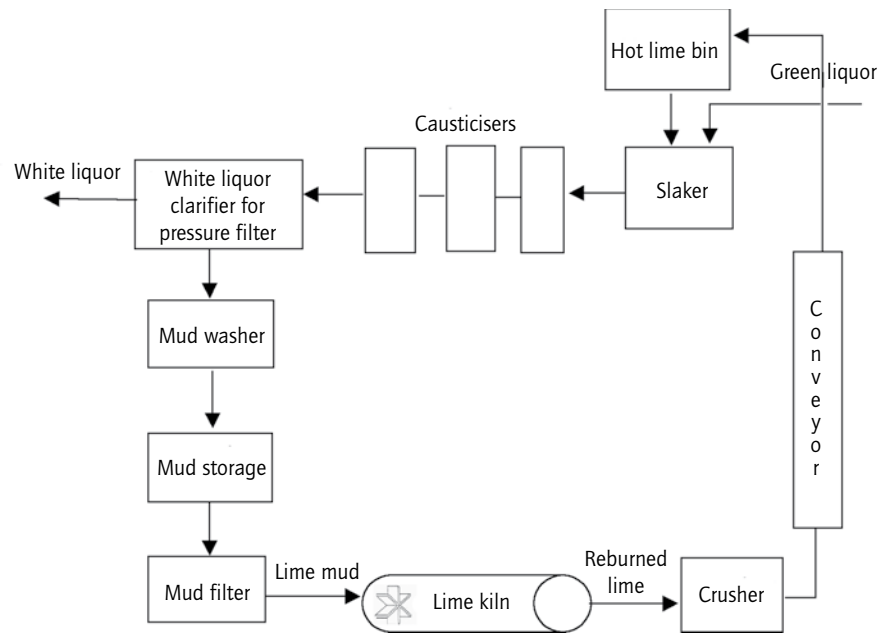 Hot lime bin
Green liquor
Causticisers
White liquor
White liquor
clarifier for
pressure filter
Slaker
Mud washer
Conveyor
Mud storage
Mud filter
Lime mud
Lime kiln
Reburned
lime
Crusher